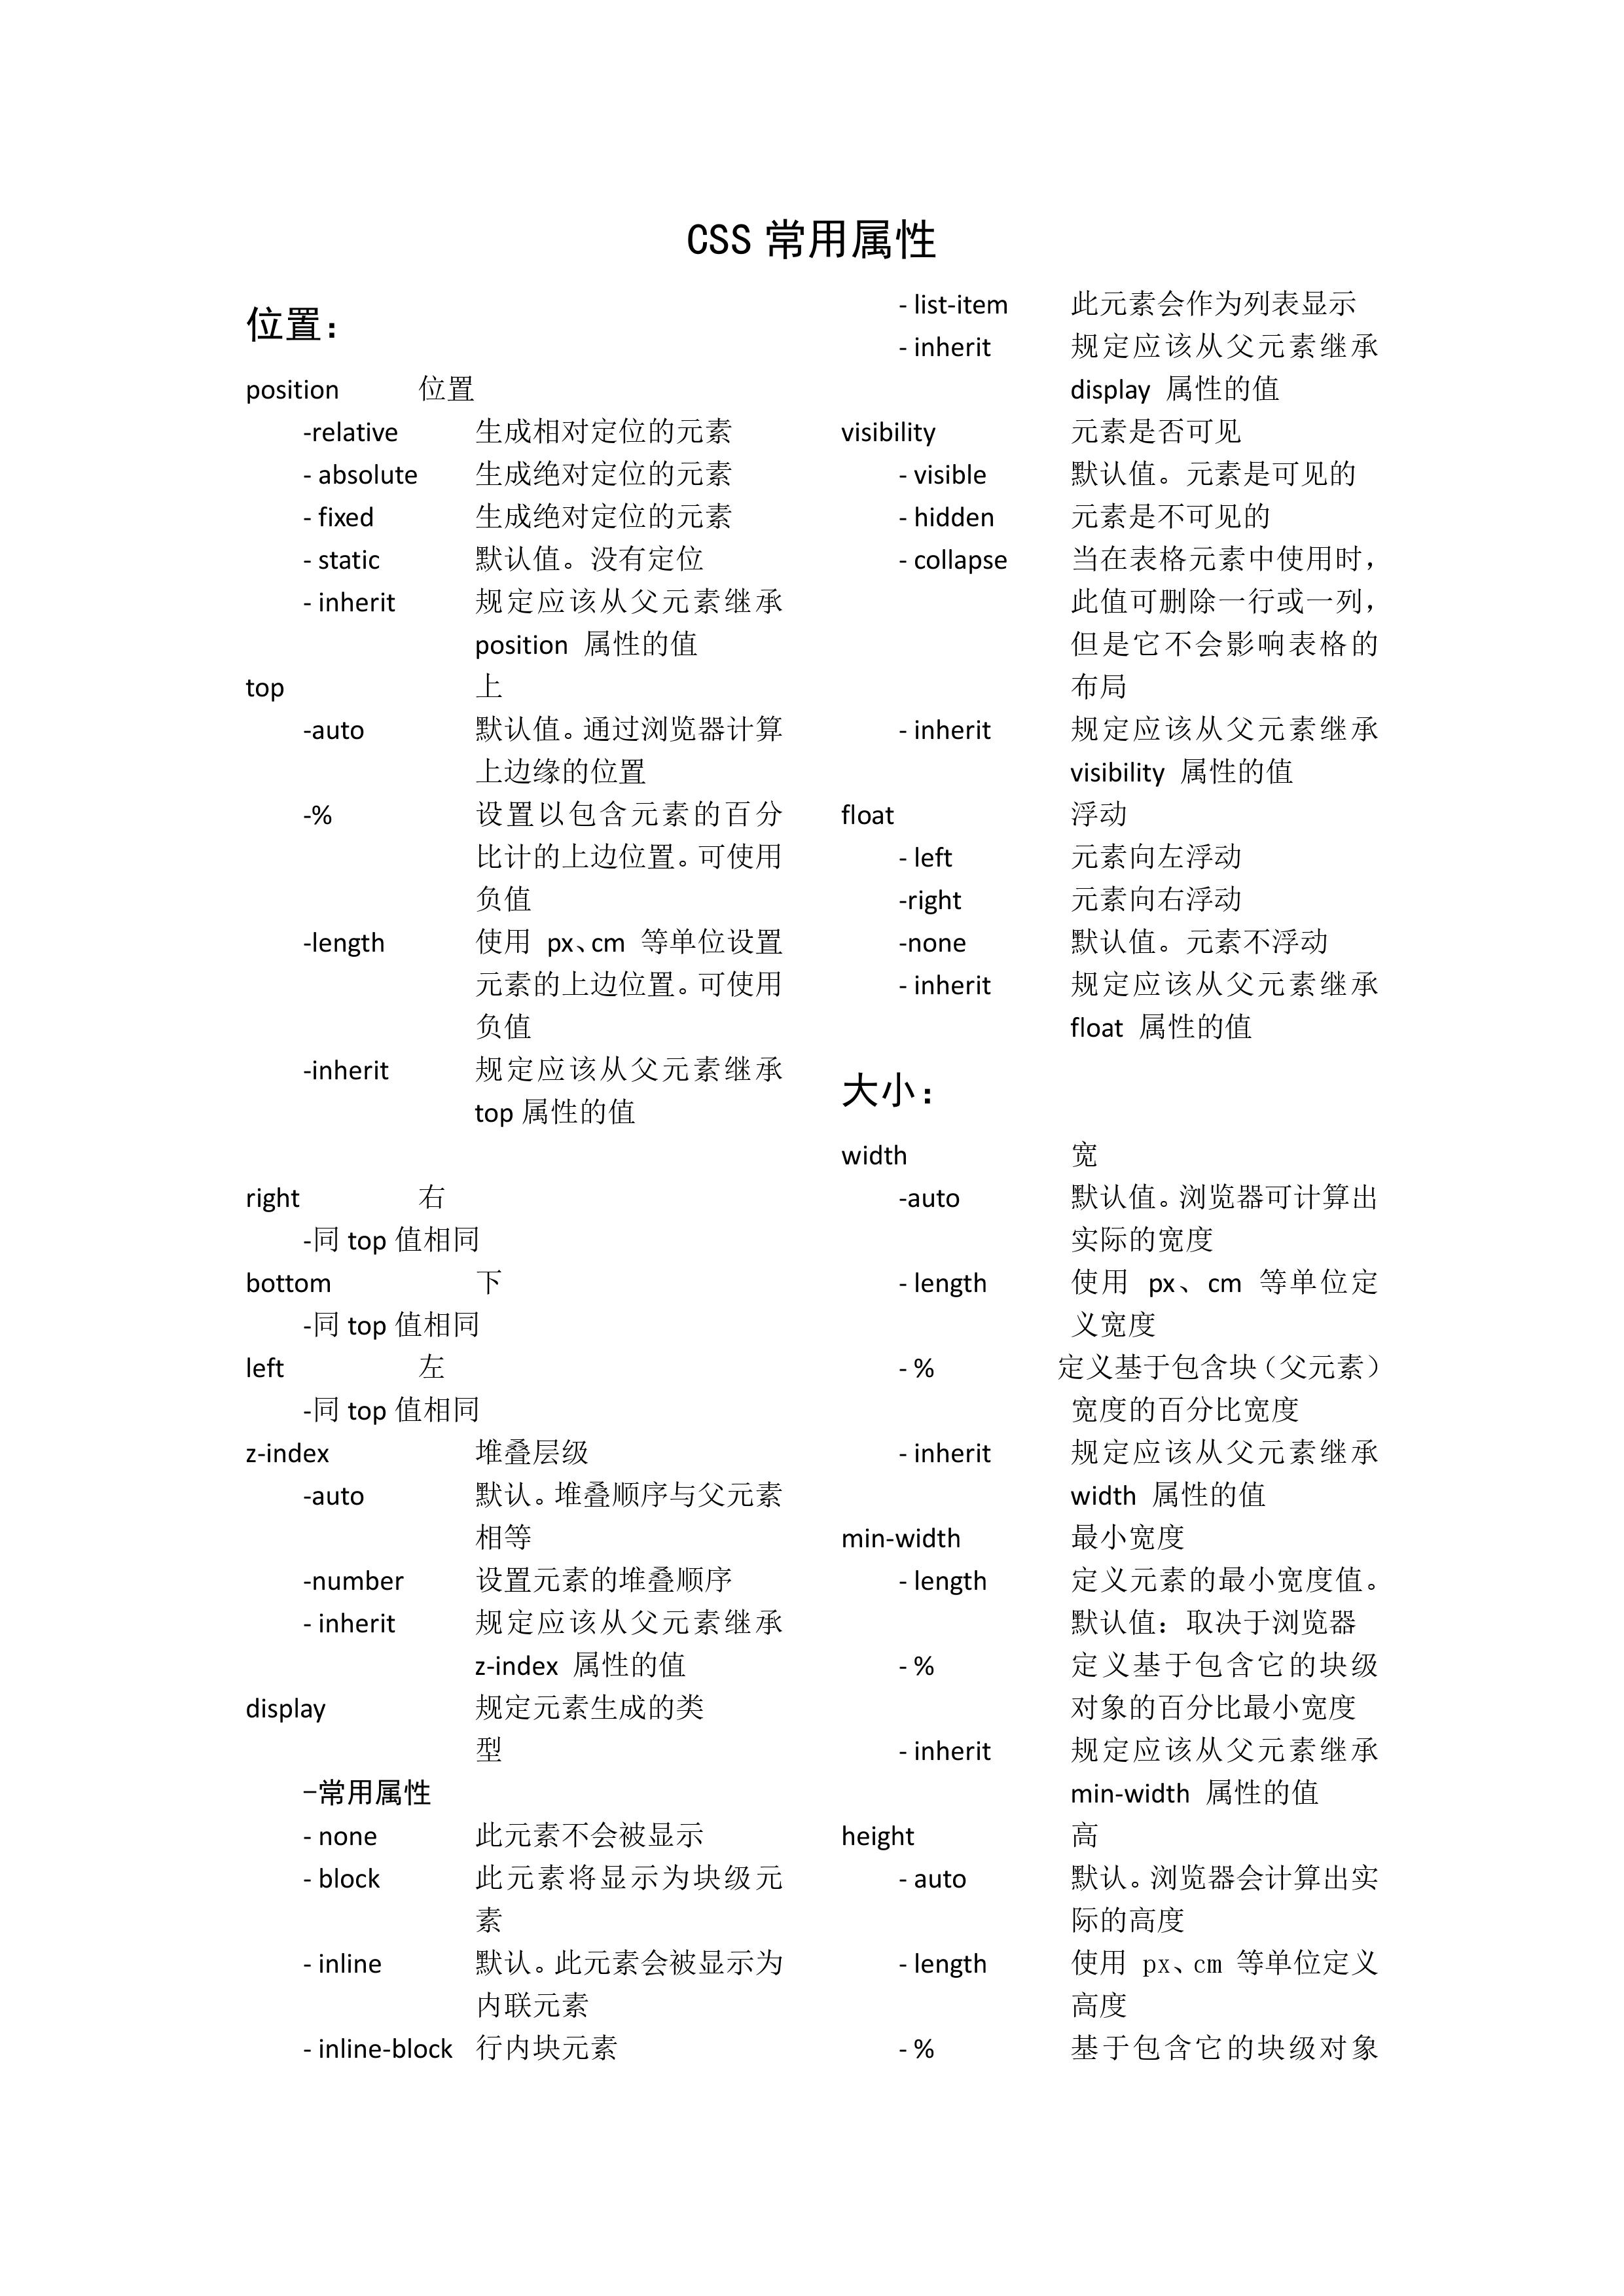 CSS 常用属性
位置：
position 位置
-relative 生成相对定位的元素
- absolute 生成绝对定位的元素
- fixed 生成绝对定位的元素
- static 默认值。没有定位
- inherit 规定应该从父元素继承
position 属性的值
top 上
-auto 默认值。通过浏览器计算
上边缘的位置
-% 设置以包含元素的百分
比计的上边位置。可使用
负值
-length 使用 px、cm 等单位设置
元素的上边位置。可使用
负值
-inherit 规定应该从父元素继承
top 属性的值
right 右
-同 top 值相同
bottom 下
-同 top 值相同
left 左
-同 top 值相同
z-index 堆叠层级
-auto 默认。堆叠顺序与父元素
相等
-number 设置元素的堆叠顺序
- inherit 规定应该从父元素继承
z-index 属性的值
display 规定元素生成的类
型
-常用属性
- none 此元素不会被显示
- block 此元素将显示为块级元
素
- inline 默认。此元素会被显示为
内联元素
- inline-block 行内块元素
- list-item 此元素会作为列表显示
- inherit 规定应该从父元素继承
display 属性的值
visibility 元素是否可见
- visible 默认值。元素是可见的
- hidden 元素是不可见的
- collapse 当在表格元素中使用时，
此值可删除一行或一列，
但是它不会影响表格的
布局
- inherit 规定应该从父元素继承
visibility 属性的值
float 浮动
- left 元素向左浮动
-right 元素向右浮动
-none 默认值。元素不浮动
- inherit 规定应该从父元素继承
float 属性的值
大小：
width 宽
-auto 默认值。浏览器可计算出
实际的宽度
- length 使用 px、cm 等单位定
义宽度
- % 定义基于包含块（父元素）
宽度的百分比宽度
- inherit 规定应该从父元素继承
width 属性的值
min-width 最小宽度
- length 定义元素的最小宽度值。
默认值：取决于浏览器
- % 定义基于包含它的块级
对象的百分比最小宽度
- inherit 规定应该从父元素继承
min-width 属性的值
height 高
- auto 默认。浏览器会计算出实
际的高度
- length 使用 px、cm 等单位定义
高度
- % 基于包含它的块级对象